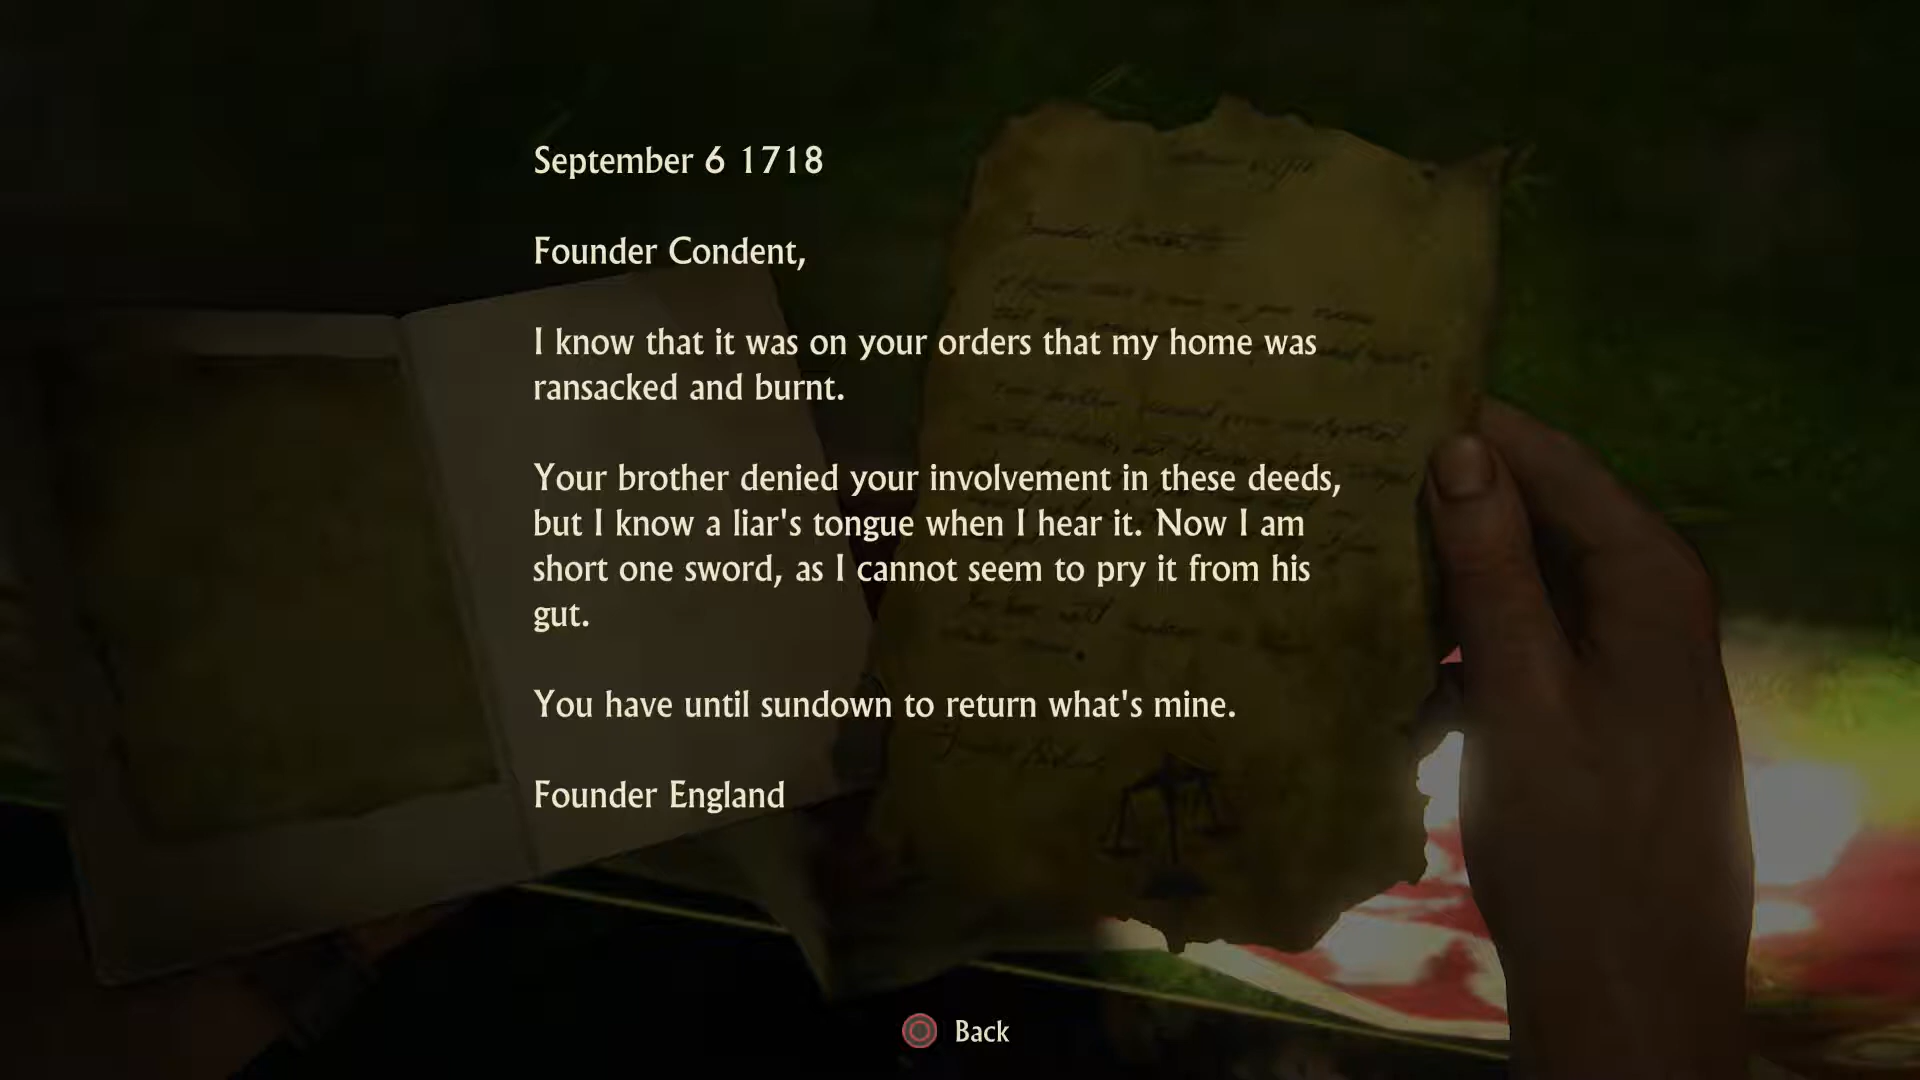 September 6 1718
Founder Condent,
I know that it was on your orders that my home was
ransacked and burnt.
Your brother denied your involvement in these deeds,
but I know a liar's tongue when I hear it. Now I am
short one sword, as I cannot seem to pry it from his
gut.
You have until sundown to return what's mine.
Founder England
Back